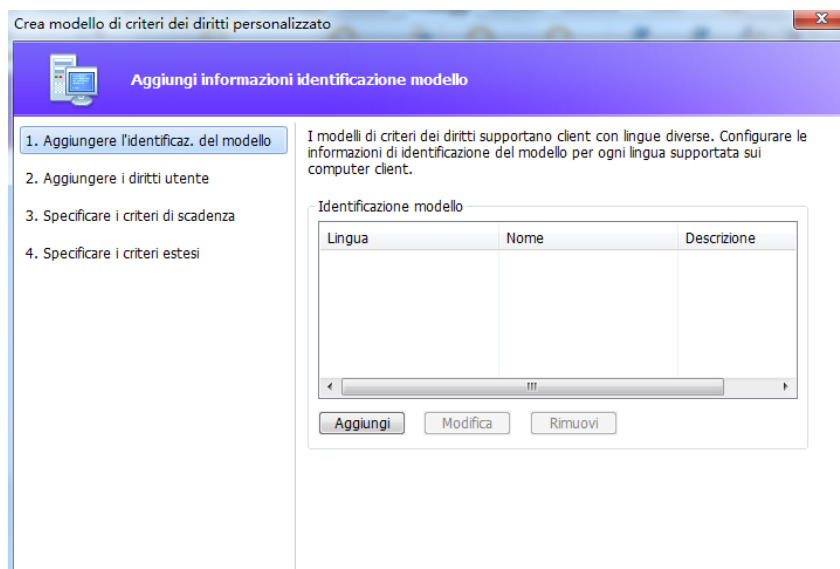 Crea modello di criteri dei diritti personalizzato
Aggiungi informazioni identificazione modello
1. Aggiungere l'identificaz. del modello
2. Aggiungere i diritti utente
3. Specificare i criteri di scadenza
4. Specificare i criteri estesi
I modelli di criteri dei diritti supportano client con lingue diverse. Configurare le
informazioni di identificazione del modello per ogni lingua supportata sui
computer client.
Identificazione modello
Lingua Nome Descrizione
Aggiungi Modifica Rimuovi